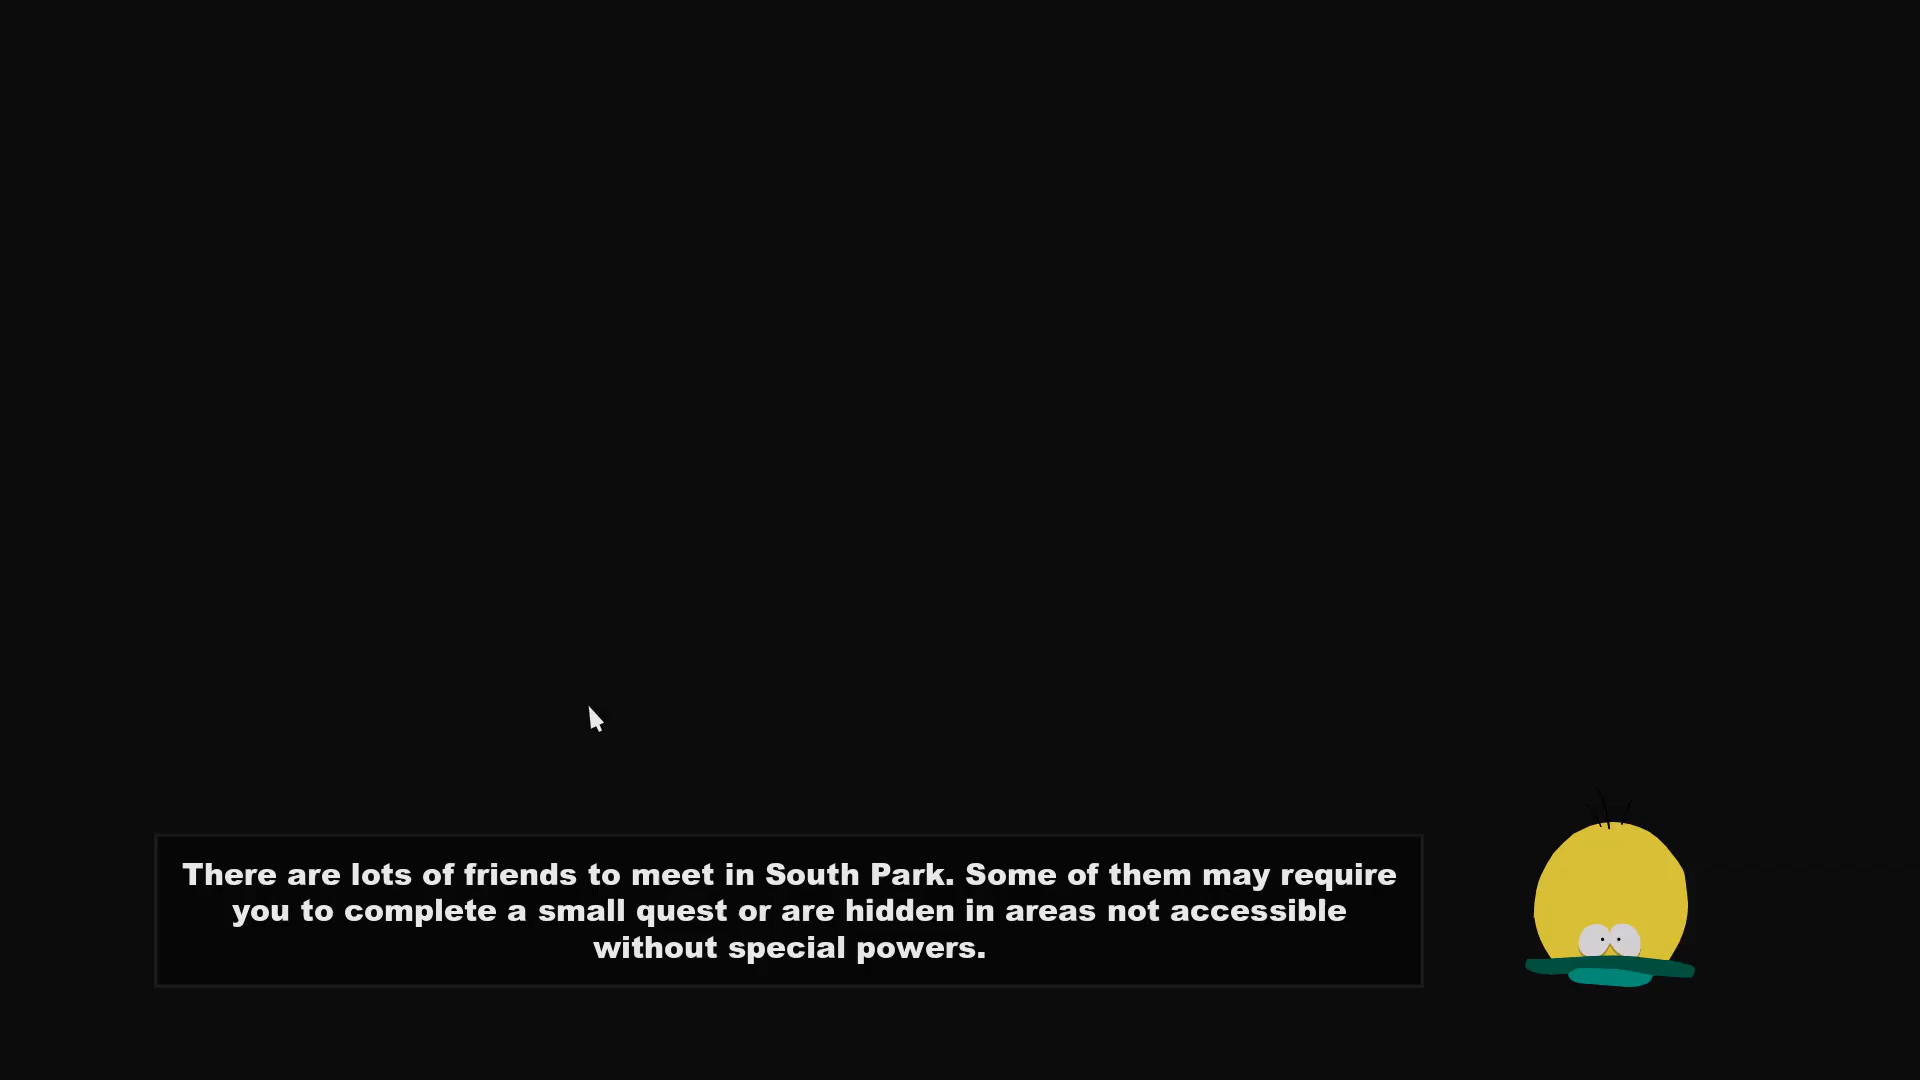 There are lots of friends to meet in South Park. Some of them may require
you to complete a small quest or are hidden in areas not accessible
without special powers.